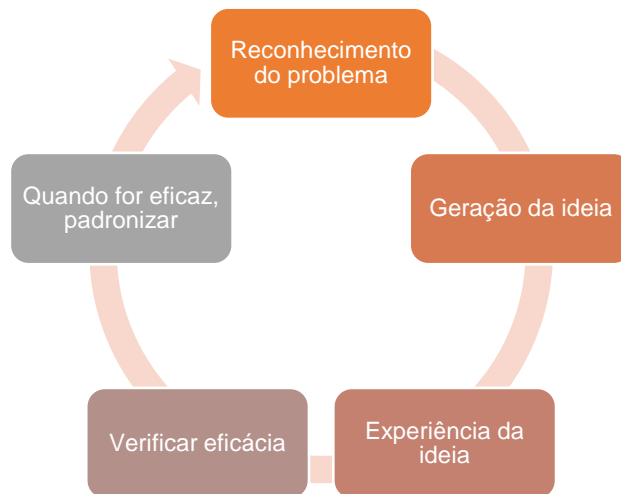 Reconhecimento
do problema
Geração da ideia
Experiência da
ideia
Verificar eficácia
Quando for eficaz,
padronizar